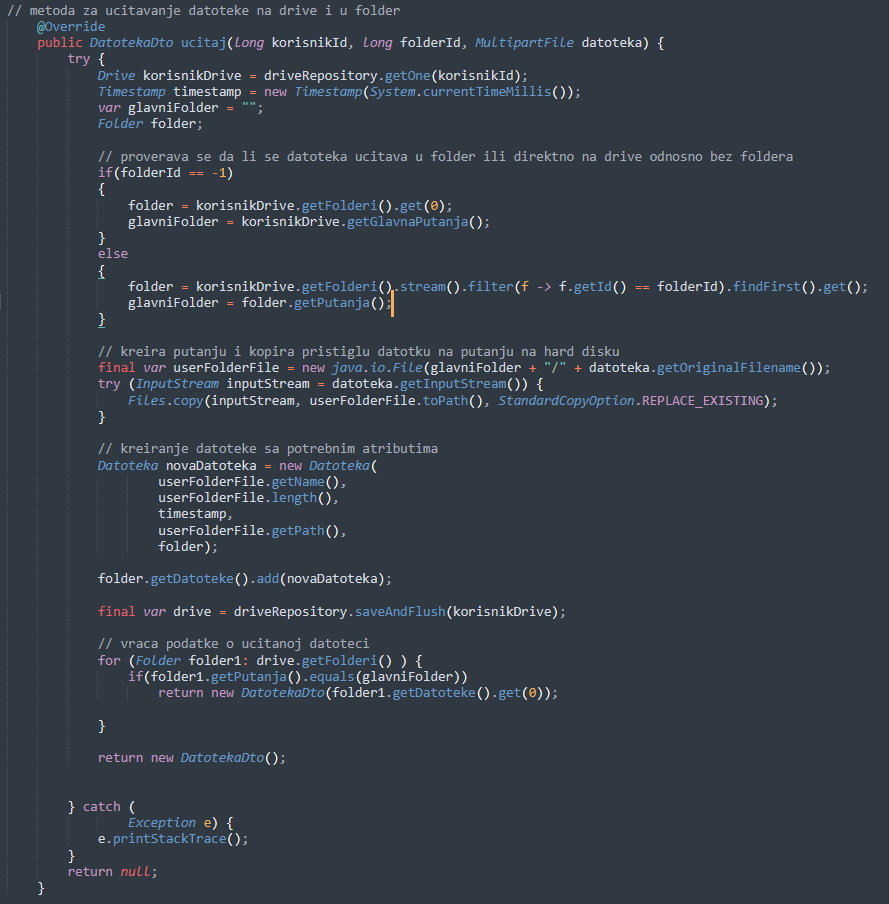 // metoda za ucitavanje datoteke na drive i u folder
@Override
public DatotekaDto ucitaj(long korisnikId, long folderId, MultipartFile datoteka) {
try {
Drive korisnikDrive = driveRepository.getOne(korisnikId);
Timestamp timestamp = new Timestamp(System.currentTimeMillis());
var glavniFolder = "";
Folder folder;
// proverava se da li se datoteka ucitava u folder ili direktno na drive odnosno bez foldera
if(folderId == -1)
{
folder = korisnikDrive.getFolderi().get(0);
glavniFolder = korisnikDrive.getGlavnaPutanja();
}
else
{
folder = korisnikDrive.getFolderi().stream().filter(f -> f.getId() == folderId).findFirst().get();
glavniFolder = folder.getPutanja();
}
// kreira putanju i kopira pristiglu datotku na putanju na hard disku
final var userFolderFile = new java.io.File(glavniFolder + "/" + datoteka.getOriginalFilename());
try (InputStream inputStream = datoteka.getInputStream()) {
Files.copy(inputStream, userFolderFile.toPath(), StandardCopyOption.REPLACE_EXISTING);
}
// kreiranje datoteke sa potrebnim atributima
Datoteka novaDatoteka = new Datoteka(
userFolderFile.getName(),
userFolderFile.length(),
timestamp,
userFolderFile.getPath(),
folder);
folder.getDatoteke().add(novaDatoteka);
final var drive = driveRepository.saveAndFlush(korisnikDrive);
// vraca podatke o ucitanoj datoteci
for (Folder folder1: drive.getFolderi() ) {
if(folder1.getPutanja().equals(glavniFolder))
return new DatotekaDto(folder1.getDatoteke().get(0));
}
return new DatotekaDto();
} catch (
Exception e) {
e.printStackTrace();
}
return null;
}